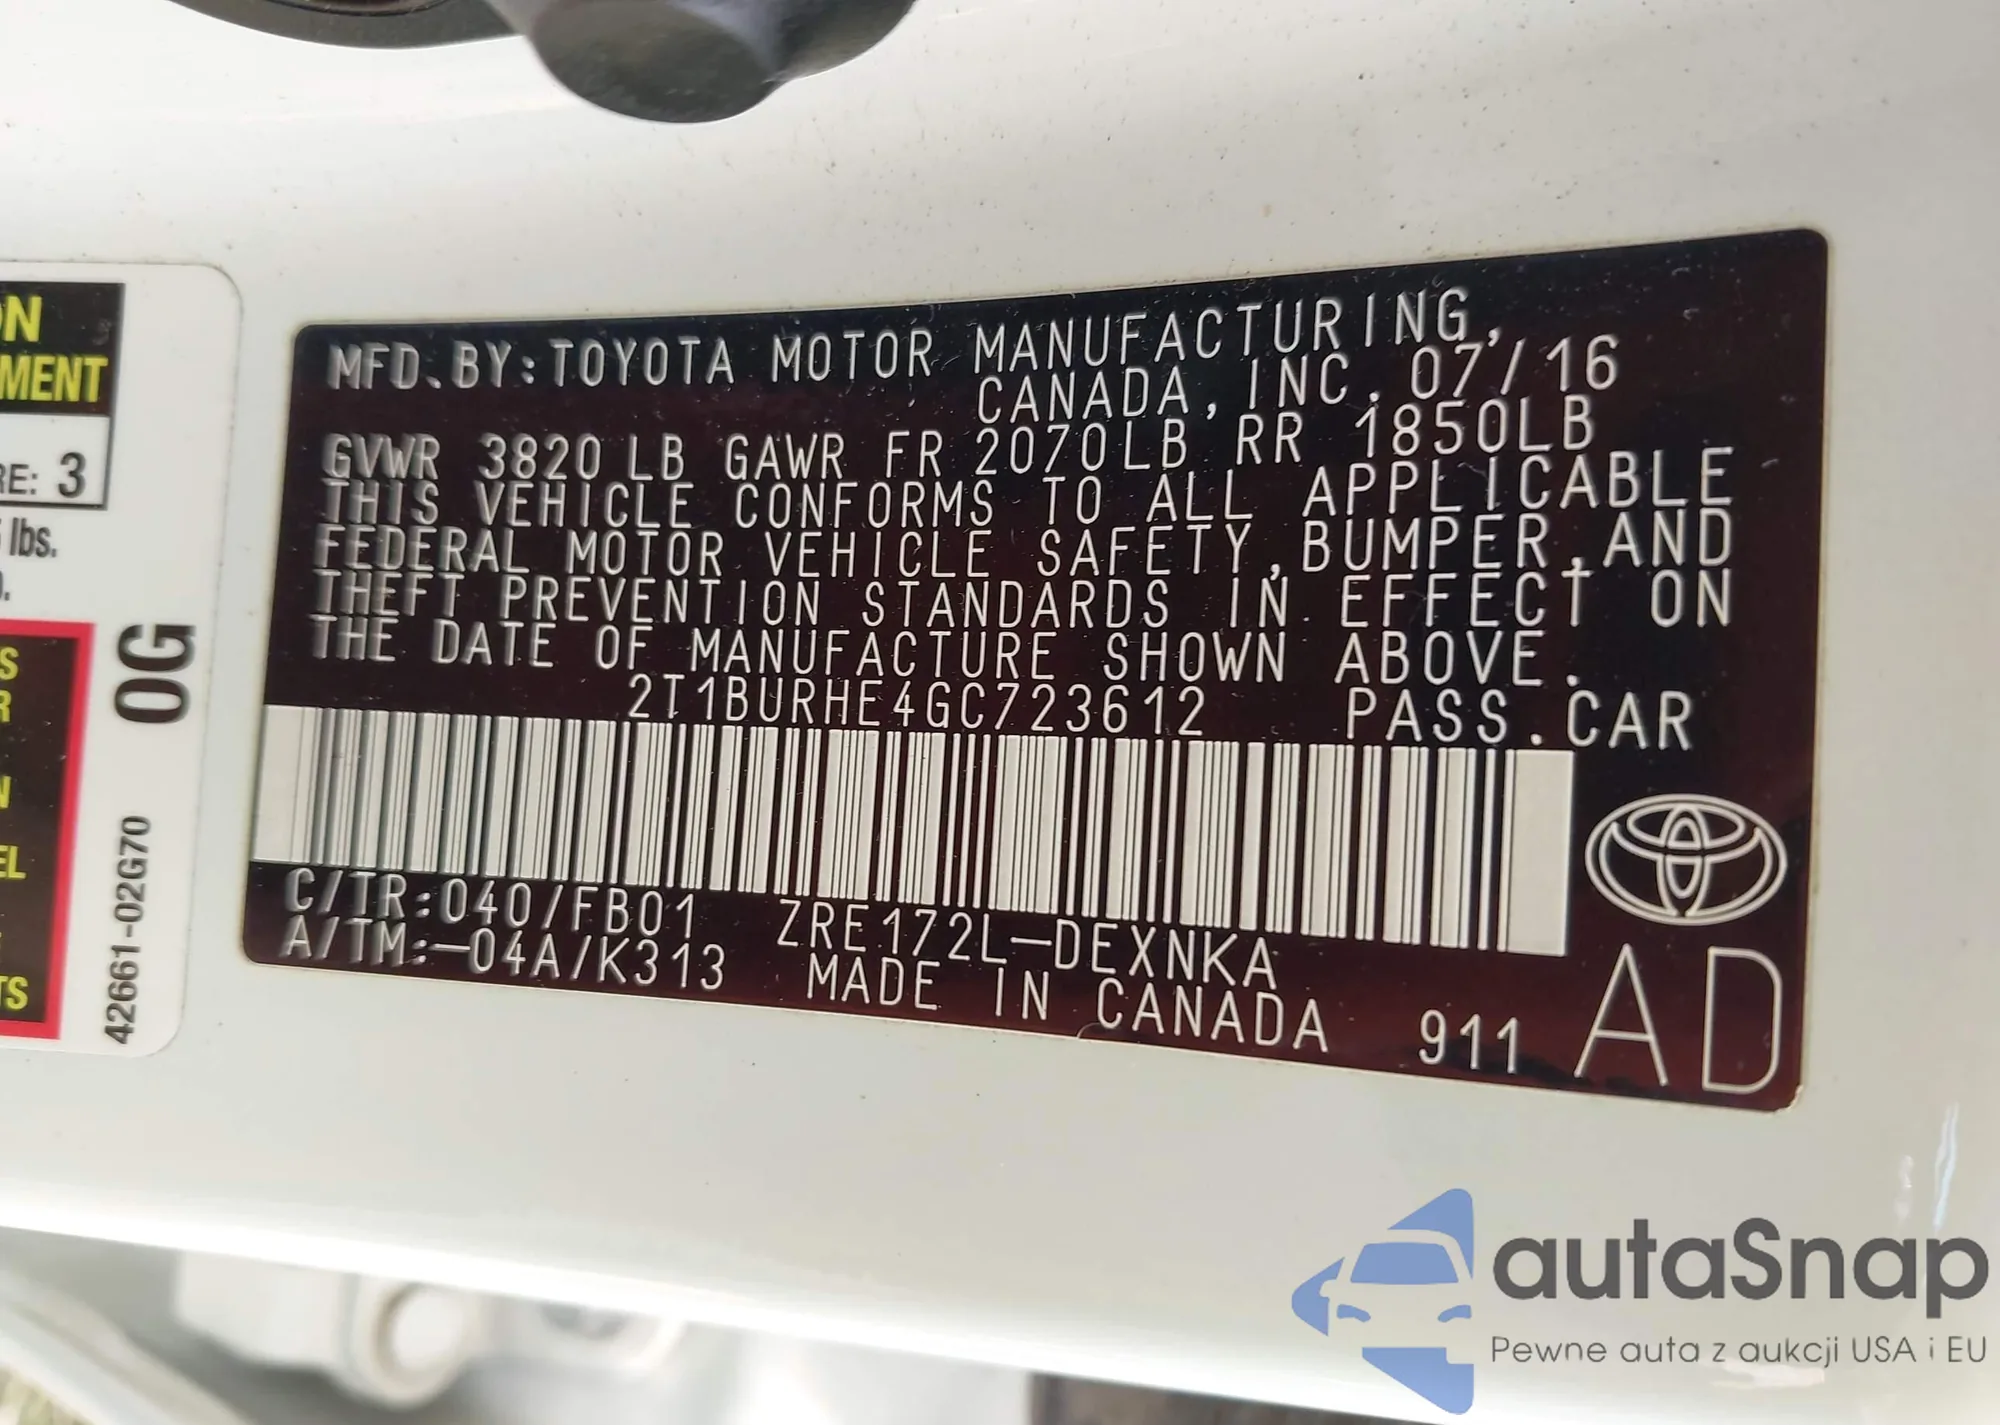 ON
MENT
RE: 3
lbs.
0G
42661-02G70
S
R
N
EL
TS
MFD.BY:TOYOTA MOTOR MANUFACTURING,
CANADA, INC. 07/16
GVWR 3820 LB GAWR FR 2070LB RR 1850LB
THIS VEHICLE CONFORMS TO ALL APPLICABLE
FEDERAL MOTOR VEHICLE SAFETY,BUMPER,AND
THEFT PREVENTION STANDARDS IN EFFECT ON
THE DATE OF MANUFACTURE SHOWN ABOVE.
2T1BURHE4GC723612 PASS.CAR
C/TR:040/FB01 ZRE172L-DEXNKA
A/TM:-04A/K313 MADE IN CANADA 911 AD
autaSnap
Pewne auta z aukcji USA i EU